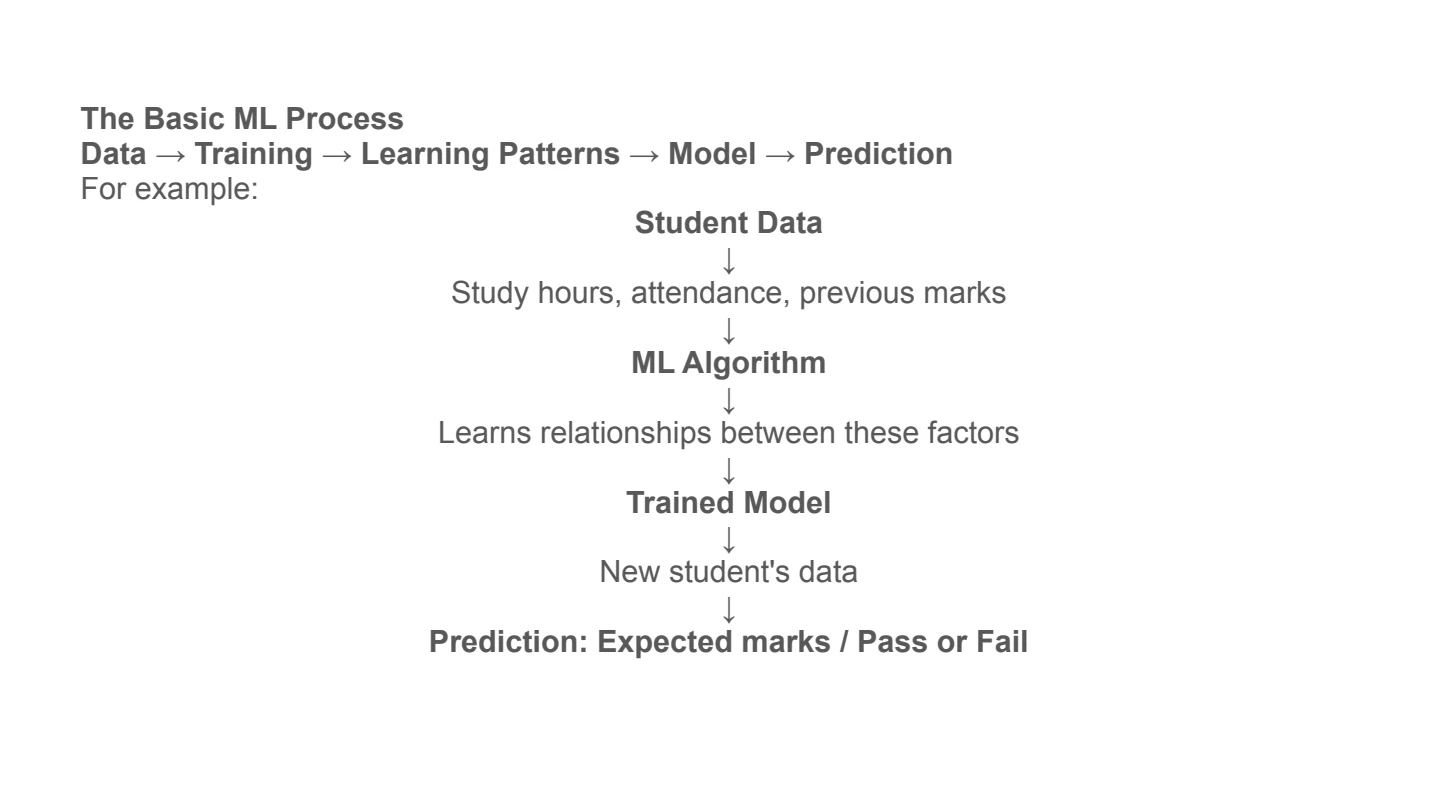 The Basic ML Process
Data → Training → Learning Patterns → Model → Prediction
For example:
Student Data
↓
Study hours, attendance, previous marks
↓
ML Algorithm
↓
Learns relationships between these factors
↓
Trained Model
↓
New student's data
↓
Prediction: Expected marks / Pass or Fail